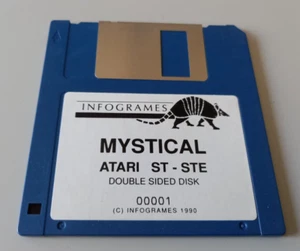 INFOGRAMES
MYSTICAL
ATARI ST - STE
DOUBLE SIDED DISK
00001
(C) INFOGRAMES 1990